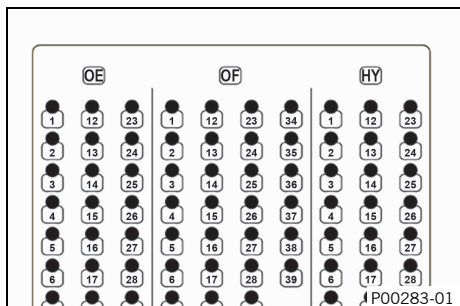 OE OF HY
1 12 23 1 12 23 34 1 12 23
2 13 24 2 13 24 35 2 13 24
3 14 25 3 14 25 36 3 14 25
4 15 26 4 15 26 37 4 15 26
5 16 27 5 16 27 38 5 16 27
6 17 28 6 17 28 39 6 17 28
P00283-01